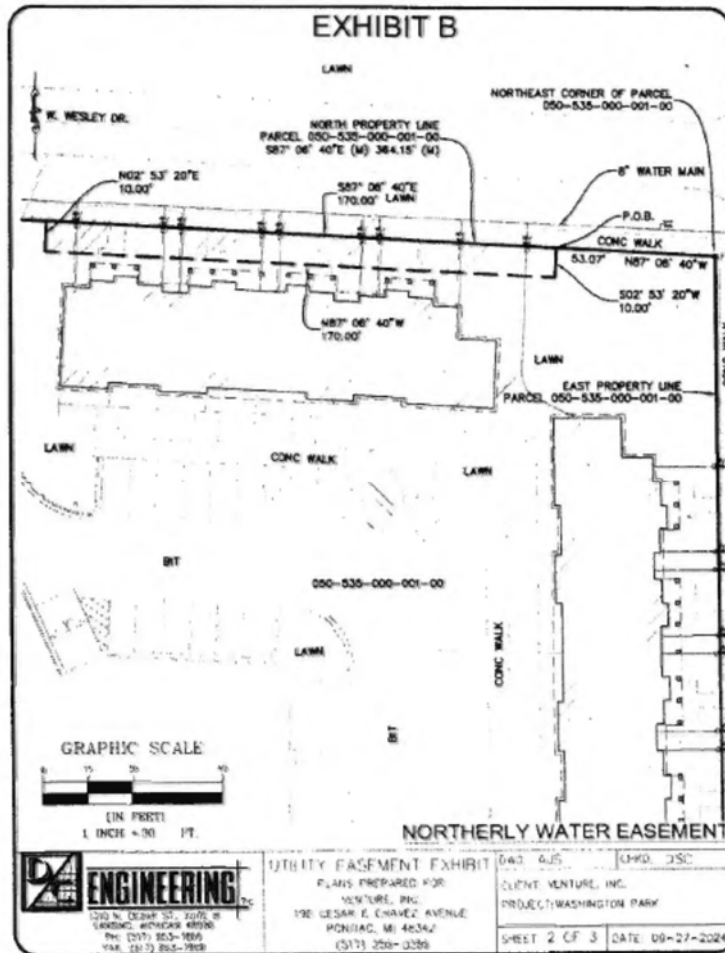 EXHIBIT B
LAWN
NORTHEAST CORNER OF PARCEL
050-535-000-001-00
W. WESLEY DR.
NORTH PROPERTY LINE
PARCEL 050-535-000-001-00
S87° 06' 40"E (M) 364.15' (M)
N02° 53' 20"E
10.00'
S87° 06' 40"E
170.00'
LAWN
8" WATER MAIN
P.O.B.
CONC WALK
53.07' N87° 06' 40"W
S02° 53' 20"W
10.00'
N87° 06' 40"W
170.00'
LAWN
EAST PROPERTY LINE
PARCEL 050-535-000-001-00
LAWN
CONC WALK
LAWN
BIT
050-535-000-001-00
LAWN
CONC WALK
BIT
GRAPHIC SCALE
(IN FEET)
1 INCH = 30 FT.
NORTHERLY WATER EASEMENT
ENGINEERING
UTILITY EASEMENT EXHIBIT
PLANS PREPARED FOR
VENTURE, INC.
196 CESAR E. CHAVEZ AVENUE
PONTIAC, MI 48342
CLIENT: VENTURE, INC.
PROJECT: WASHINGTON PARK
SHEET 2 OF 3
DATE: 09-27-2024